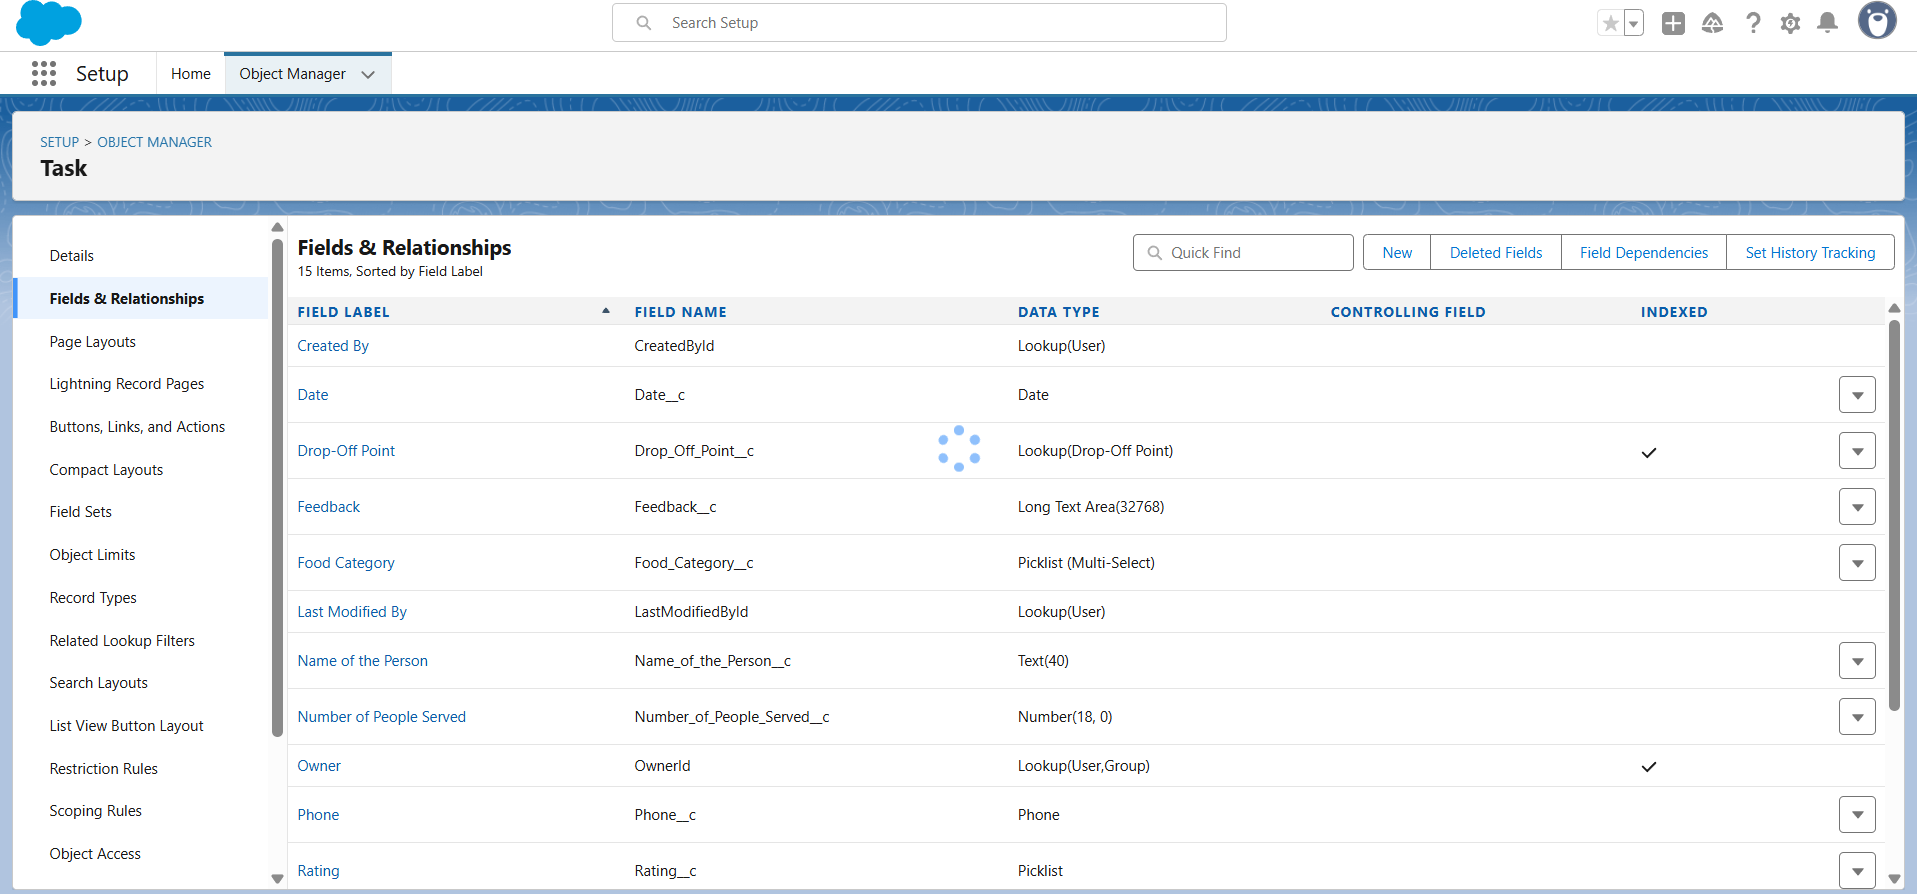 Search Setup
Setup
Home
Object Manager
SETUP > OBJECT MANAGER
Task
Details
Fields & Relationships
Page Layouts
Lightning Record Pages
Buttons, Links, and Actions
Compact Layouts
Field Sets
Object Limits
Record Types
Related Lookup Filters
Search Layouts
List View Button Layout
Restriction Rules
Scoping Rules
Object Access
Fields & Relationships
15 Items, Sorted by Field Label
Quick Find
New
Deleted Fields
Field Dependencies
Set History Tracking
FIELD LABEL FIELD NAME DATA TYPE CONTROLLING FIELD INDEXED
Created By CreatedById Lookup(User)
Date Date__c Date
Drop-Off Point Drop_Off_Point__c Lookup(Drop-Off Point)
Feedback Feedback__c Long Text Area(32768)
Food Category Food_Category__c Picklist (Multi-Select)
Last Modified By LastModifiedById Lookup(User)
Name of the Person Name_of_the_Person__c Text(40)
Number of People Served Number_of_People_Served__c Number(18, 0)
Owner OwnerId Lookup(User,Group)
Phone Phone__c Phone
Rating Rating__c Picklist